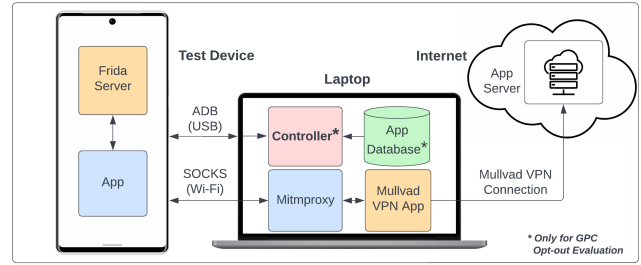 Test Device
Internet
Laptop
Frida
Server
App
ADB
(USB)
SOCKS
(Wi-Fi)
Controller*
App
Database*
Mitmproxy
Mullvad
VPN App
App
Server
Mullvad VPN
Connection
* Only for GPC
Opt-out Evaluation